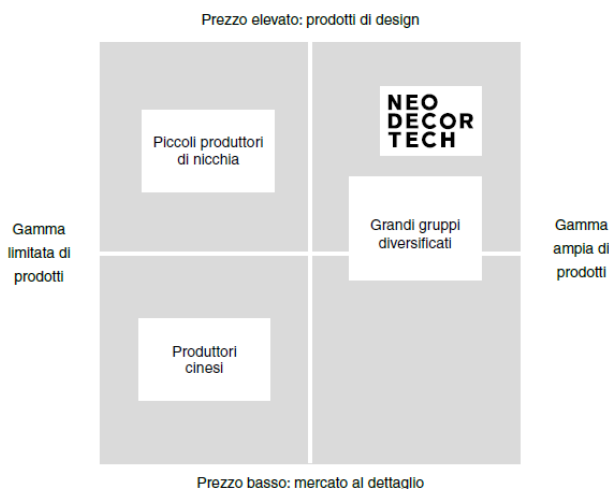 Prezzo elevato: prodotti di design
NEO
DECOR
TECH
Piccoli produttori
di nicchia
Grandi gruppi
diversificati
Gamma
limitata di
prodotti
Gamma
ampia di
prodotti
Produttori
cinesi
Prezzo basso: mercato al dettaglio